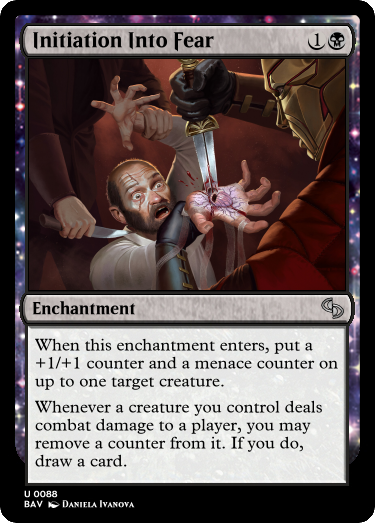 Initiation Into Fear 1
Enchantment
When this enchantment enters, put a
+1/+1 counter and a menace counter on
up to one target creature.
Whenever a creature you control deals
combat damage to a player, you may
remove a counter from it. If you do,
draw a card.
U 0088
BAV Daniela Ivanova